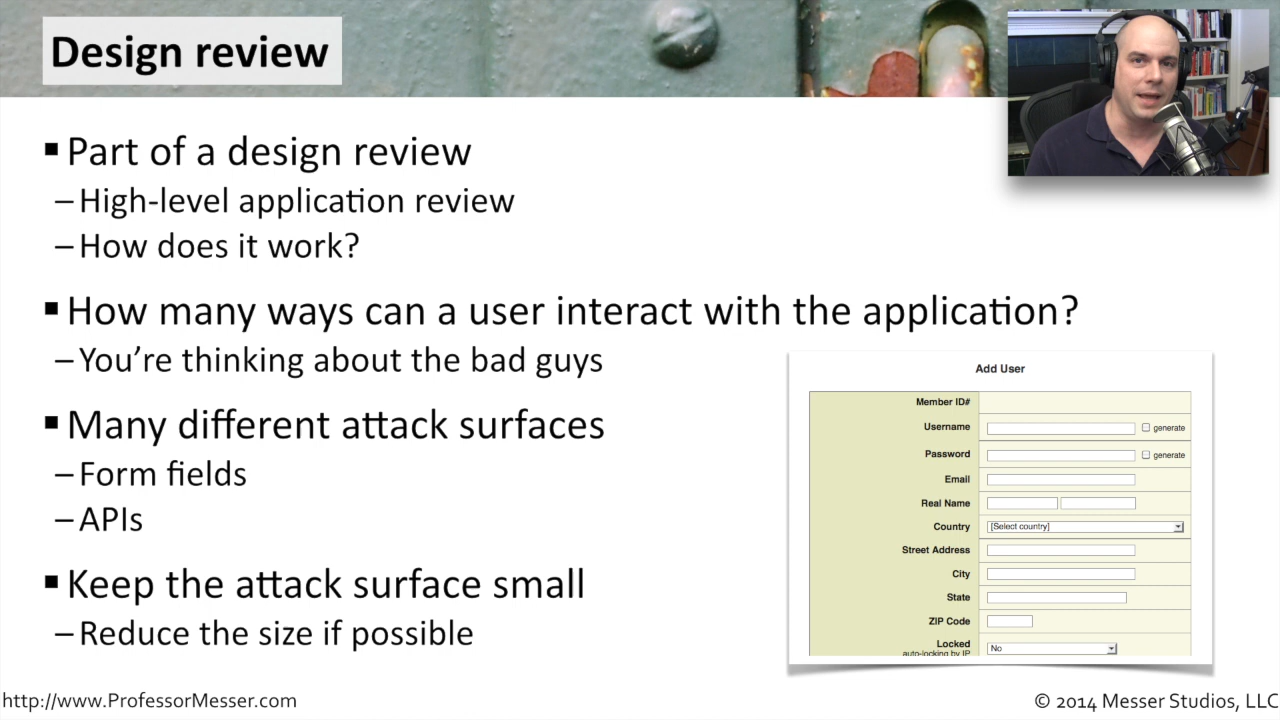 Design review
▪ Part of a design review
– High-level application review
– How does it work?
▪ How many ways can a user interact with the application?
– You're thinking about the bad guys
▪ Many different attack surfaces
– Form fields
– APIs
▪ Keep the attack surface small
– Reduce the size if possible
Add User
Member ID#
Username generate
Password generate
Email
Real Name
Country [Select country]
Street Address
City
State
ZIP Code
Locked No
auto-locking by IP
http://www.ProfessorMesser.com
© 2014 Messer Studios, LLC